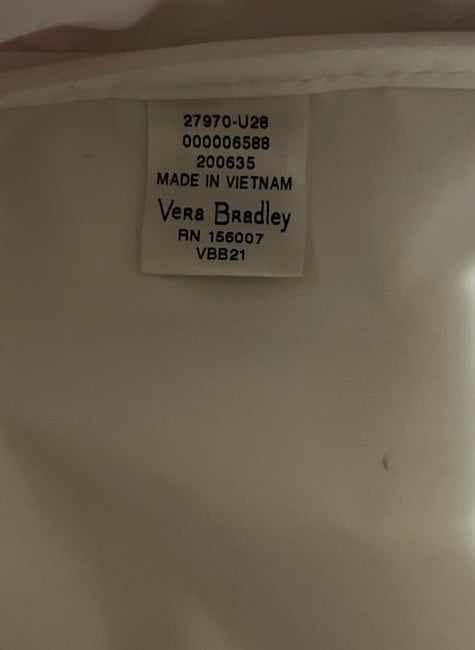 27970-U28
000006588
200635
MADE IN VIETNAM
Vera Bradley
RN 156007
VBB21